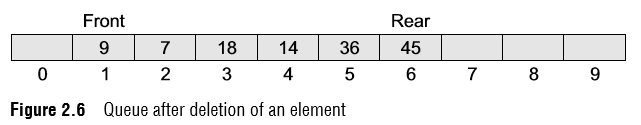 Front Rear
9 7 18 14 36 45
0 1 2 3 4 5 6 7 8 9
Figure 2.6 Queue after deletion of an element